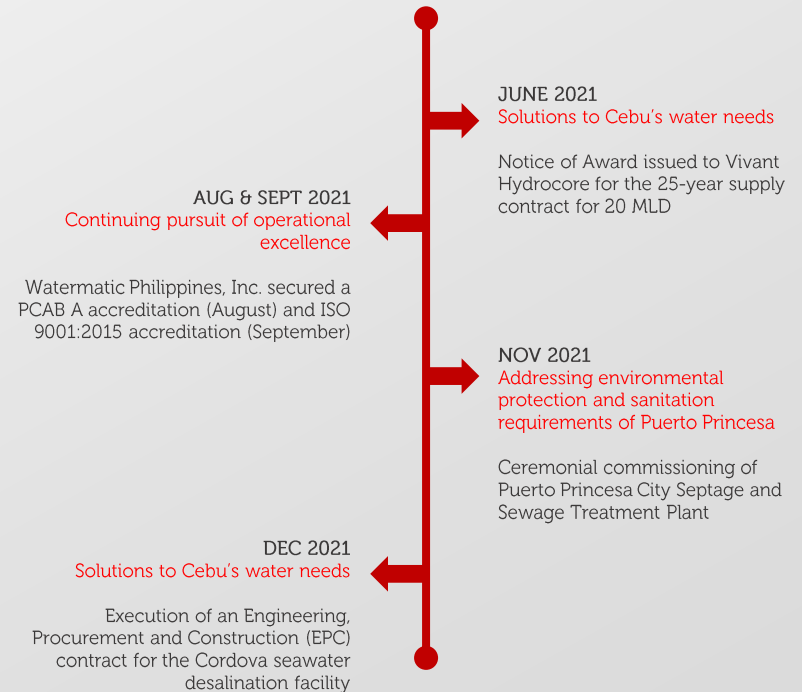 JUNE 2021
Solutions to Cebu's water needs
Notice of Award issued to Vivant
Hydrocore for the 25-year supply
contract for 20 MLD
AUG & SEPT 2021
Continuing pursuit of operational
excellence
Watermatic Philippines, Inc. secured a
PCAB A accreditation (August) and ISO
9001:2015 accreditation (September)
NOV 2021
Addressing environmental
protection and sanitation
requirements of Puerto Princesa
Ceremonial commissioning of
Puerto Princesa City Septage and
Sewage Treatment Plant
DEC 2021
Solutions to Cebu's water needs
Execution of an Engineering,
Procurement and Construction (EPC)
contract for the Cordova seawater
desalination facility